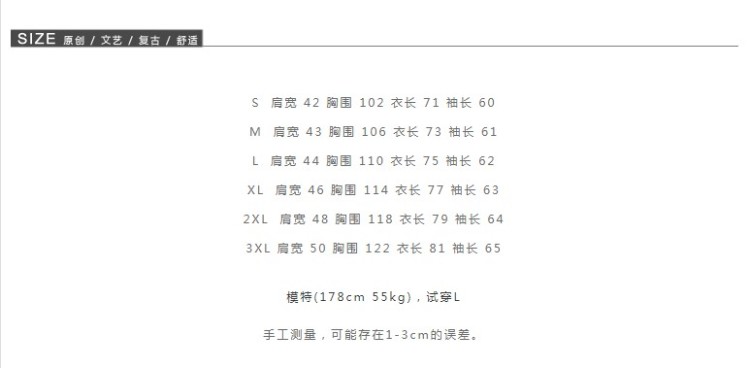 SIZE 原创 / 文艺 / 复古 / 舒适
S 肩宽 42 胸围 102 衣长 71 袖长 60
M 肩宽 43 胸围 106 衣长 73 袖长 61
L 肩宽 44 胸围 110 衣长 75 袖长 62
XL 肩宽 46 胸围 114 衣长 77 袖长 63
2XL 肩宽 48 胸围 118 衣长 79 袖长 64
3XL 肩宽 50 胸围 122 衣长 81 袖长 65
模特(178cm 55kg)，试穿L
手工测量，可能存在1-3cm的误差。